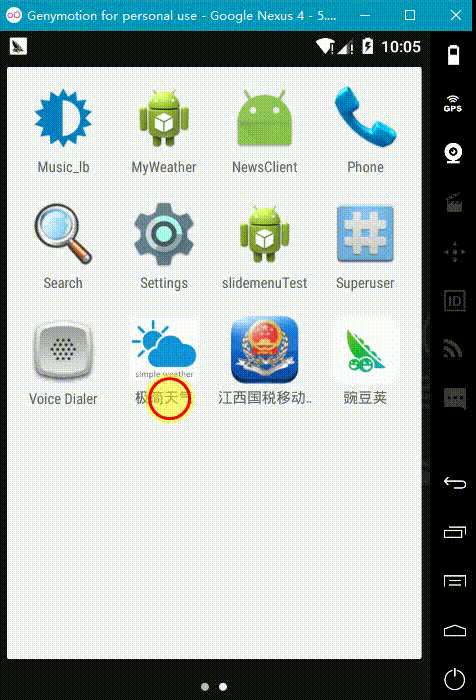 Genymotion for personal use - Google Nexus 4 - 5....
10:05
GPS
Music_lb
MyWeather
NewsClient
Phone
Search
Settings
slidemenuTest
Superuser
ID
simple weather
Voice Dialer
极简天气
江西国税移动..
豌豆荚